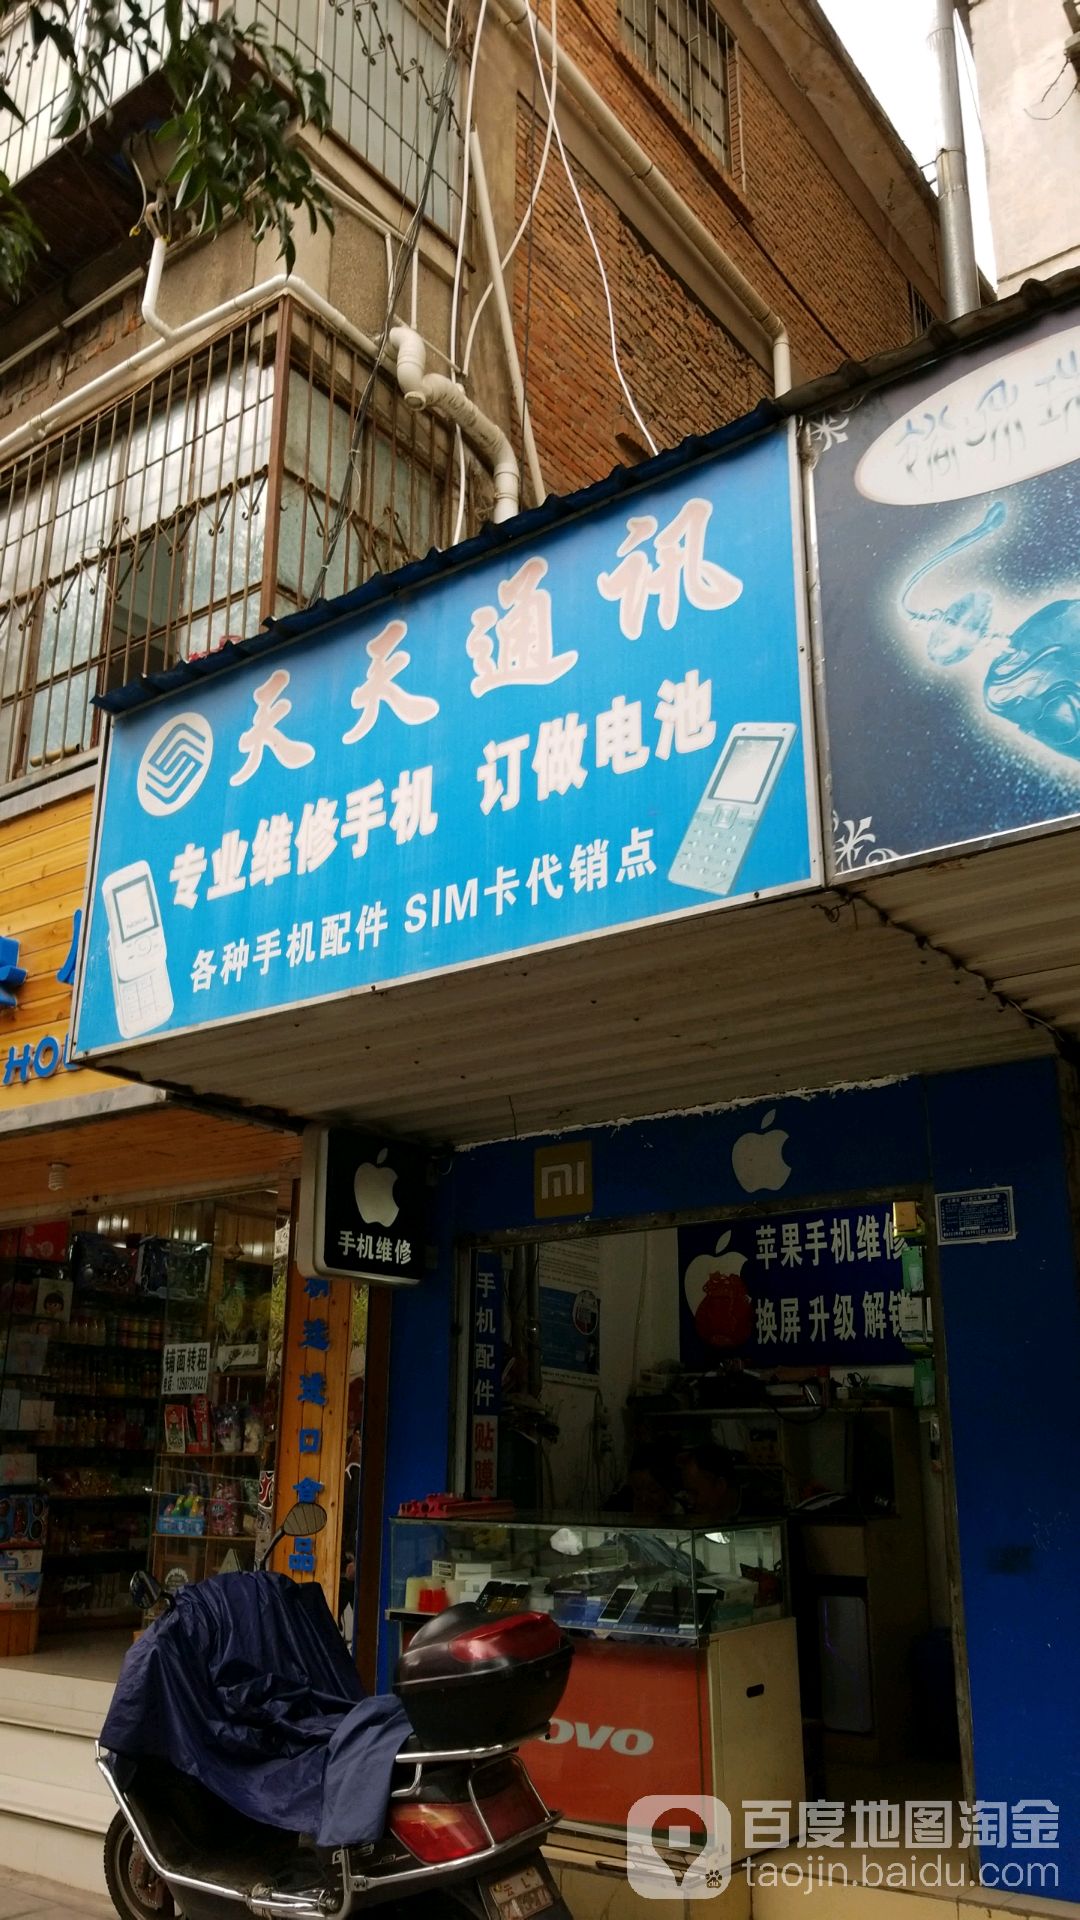 天天通讯
专业维修手机 订做电池
各种手机配件 SIM卡代销点
NOKIA
HOU
mi
手机维修
苹果手机维修
换屏 升级 解锁
手机配件 贴膜
铺面转租
选进口食品
OVO
百度地图淘金
taojin.baidu.com